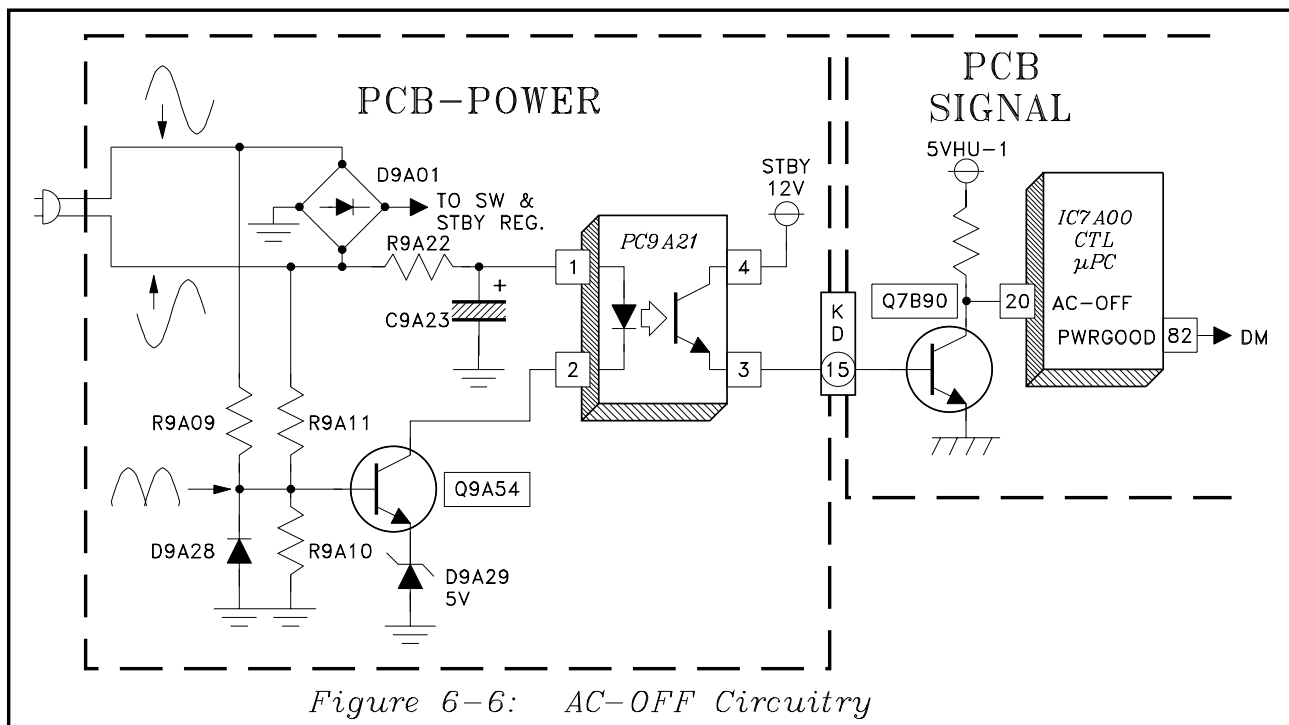 PCB-POWER
PCB
SIGNAL
5VHU-1
D9A01
TO SW &
STBY REG.
STBY
12V
R9A22
PC9A21
IC7A00
CTL
µPC
1
4
+
C9A23
K
D
15
Q7B90
20
AC-OFF
PWRGOOD
82
DM
2
3
R9A09
R9A11
Q9A54
D9A28
R9A10
D9A29
5V
Figure 6-6: AC-OFF Circuitry